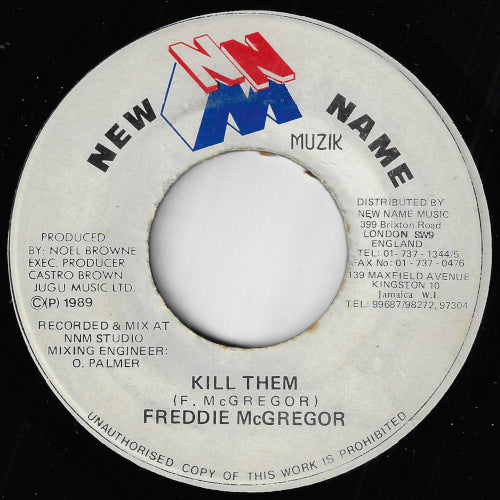 NNM
NEW NAME
MUZIK
PRODUCED
BY: NOEL BROWNE
EXEC. PRODUCER
CASTRO BROWN
JUGU MUSIC LTD.
©(P) 1989
RECORDED & MIX AT
NNM STUDIO
MIXING ENGINEER:
O. PALMER
DISTRIBUTED BY
NEW NAME MUSIC
399 Brixton Road
LONDON SW9
ENGLAND
TEL: 01 - 737 - 1344/5
FAX No: 01 - 737 - 0476
139 MAXFIELD AVENUE
KINGSTON 10
Jamaica W.I.
TEL: 99687/98272, 97304
KILL THEM
(F. McGREGOR)
FREDDIE McGREGOR
UNAUTHORISED COPY OF THIS WORK IS PROHIBITED